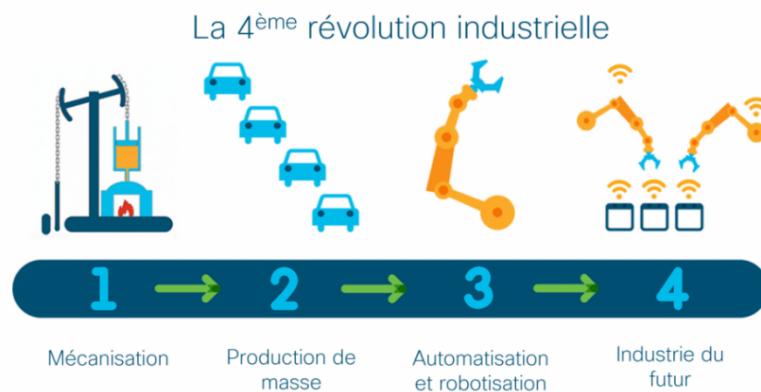 La 4ème révolution industrielle
1 2 3 4
Mécanisation
Production de
masse
Automatisation
et robotisation
Industrie du
futur